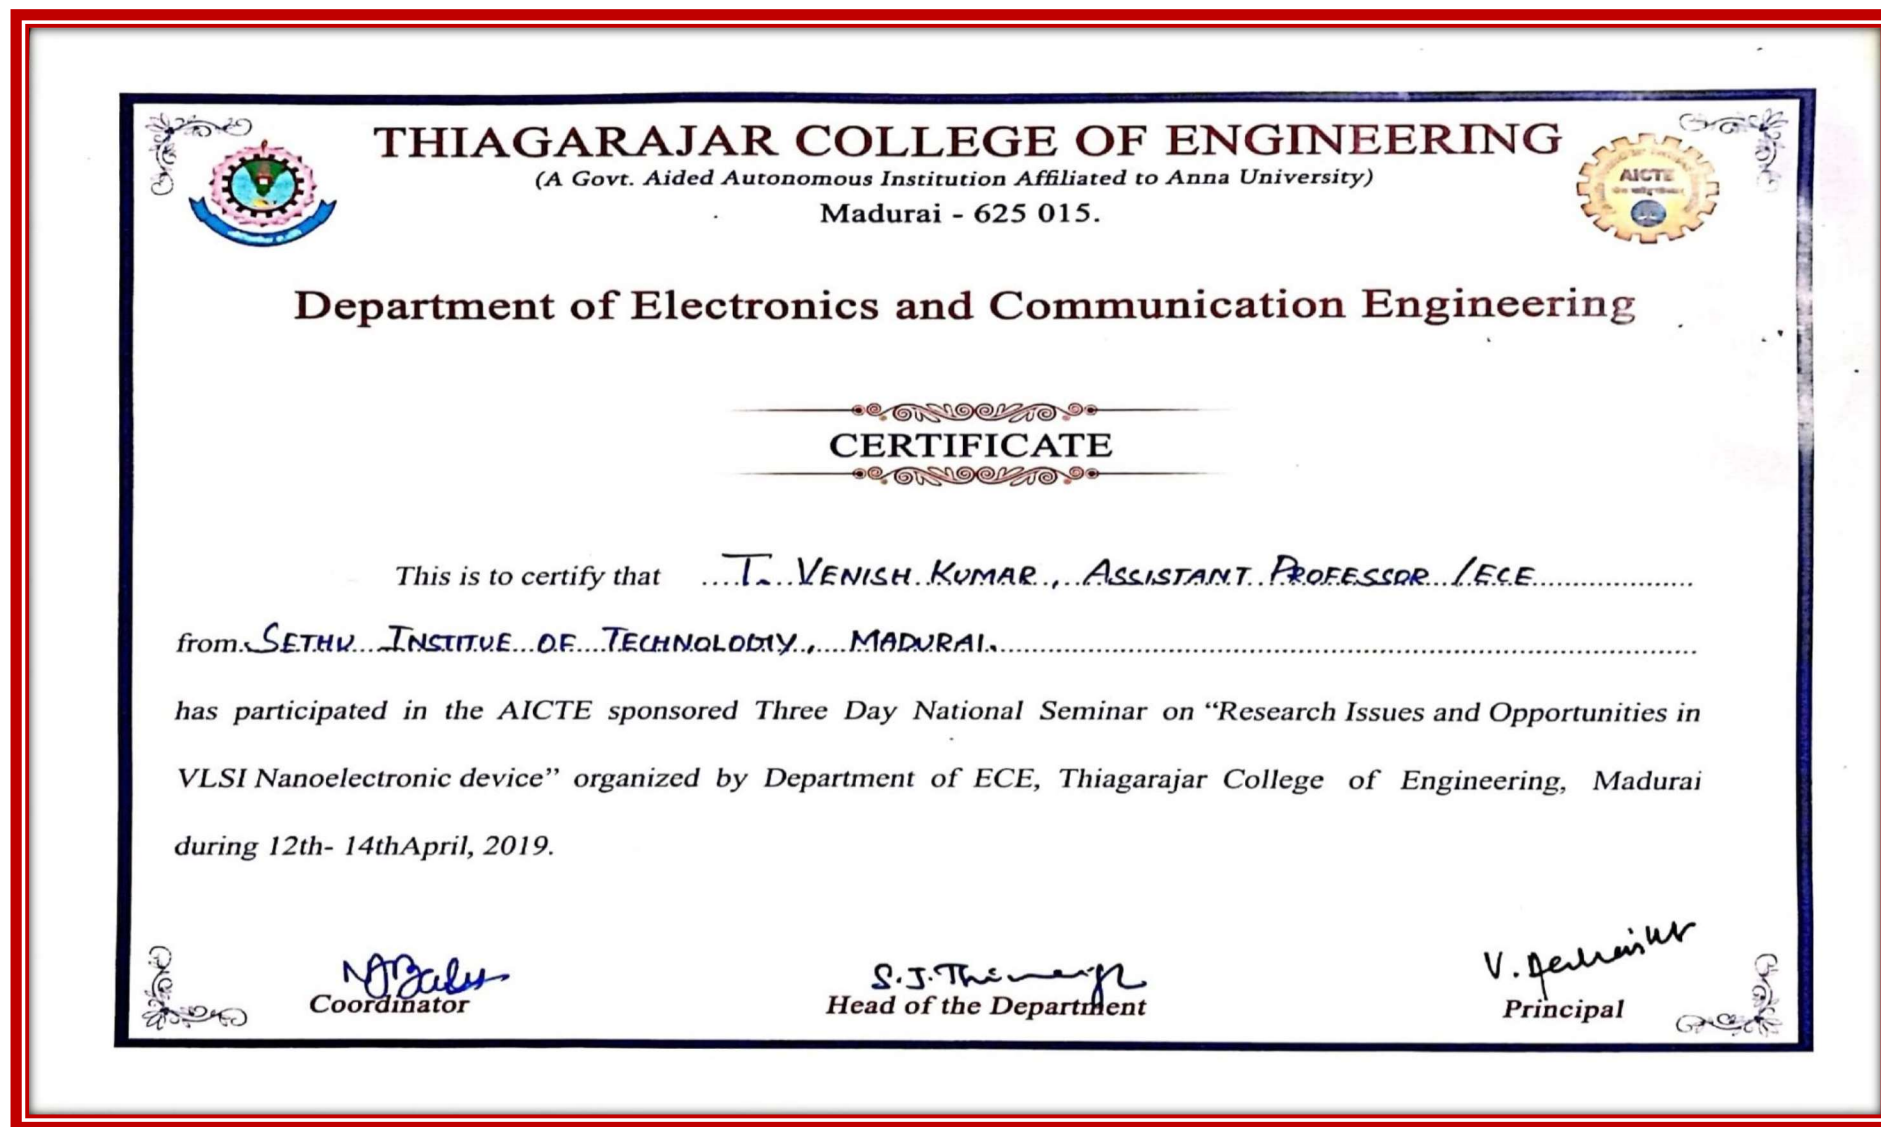 THIAGARAJAR COLLEGE OF ENGINEERING
(A Govt. Aided Autonomous Institution Affiliated to Anna University)
Madurai - 625 015.
AICTE
Department of Electronics and Communication Engineering
CERTIFICATE
This is to certify that T. VENISH KUMAR, ASSISTANT PROFESSOR /ECE
from SETHU INSTITUE OF TECHNOLOGY, MADURAI.
has participated in the AICTE sponsored Three Day National Seminar on “Research Issues and Opportunities in
VLSI Nanoelectronic device” organized by Department of ECE, Thiagarajar College of Engineering, Madurai
during 12th- 14thApril, 2019.
Coordinator
S.J.
Head of the Department
V.
Principal